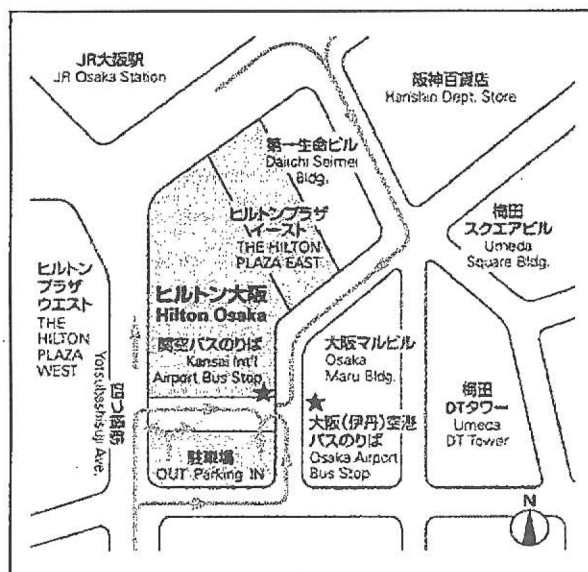 JR大阪駅
JR Osaka Station
阪神百貨店
Hanshin Dept. Store
第一生命ビル
Daiichi Seimei
Bldg.
ヒルトンプラザ
イースト
THE HILTON
PLAZA EAST
梅田
スクエアビル
Umeda
Square Bldg.
ヒルトン
プラザ
ウエスト
THE
HILTON
PLAZA
WEST
ヒルトン大阪
Hilton Osaka
関空バスのりば
Kansai Int'l
Airport Bus Stop
大阪マルビル
Osaka
Maru Bldg.
四つ橋筋
Yotsubashisuji Ave.
大阪(伊丹)空港
バスのりば
Osaka Airport
Bus Stop
梅田
DTタワー
Umeda
DT Tower
駐車場
OUT Parking IN
N